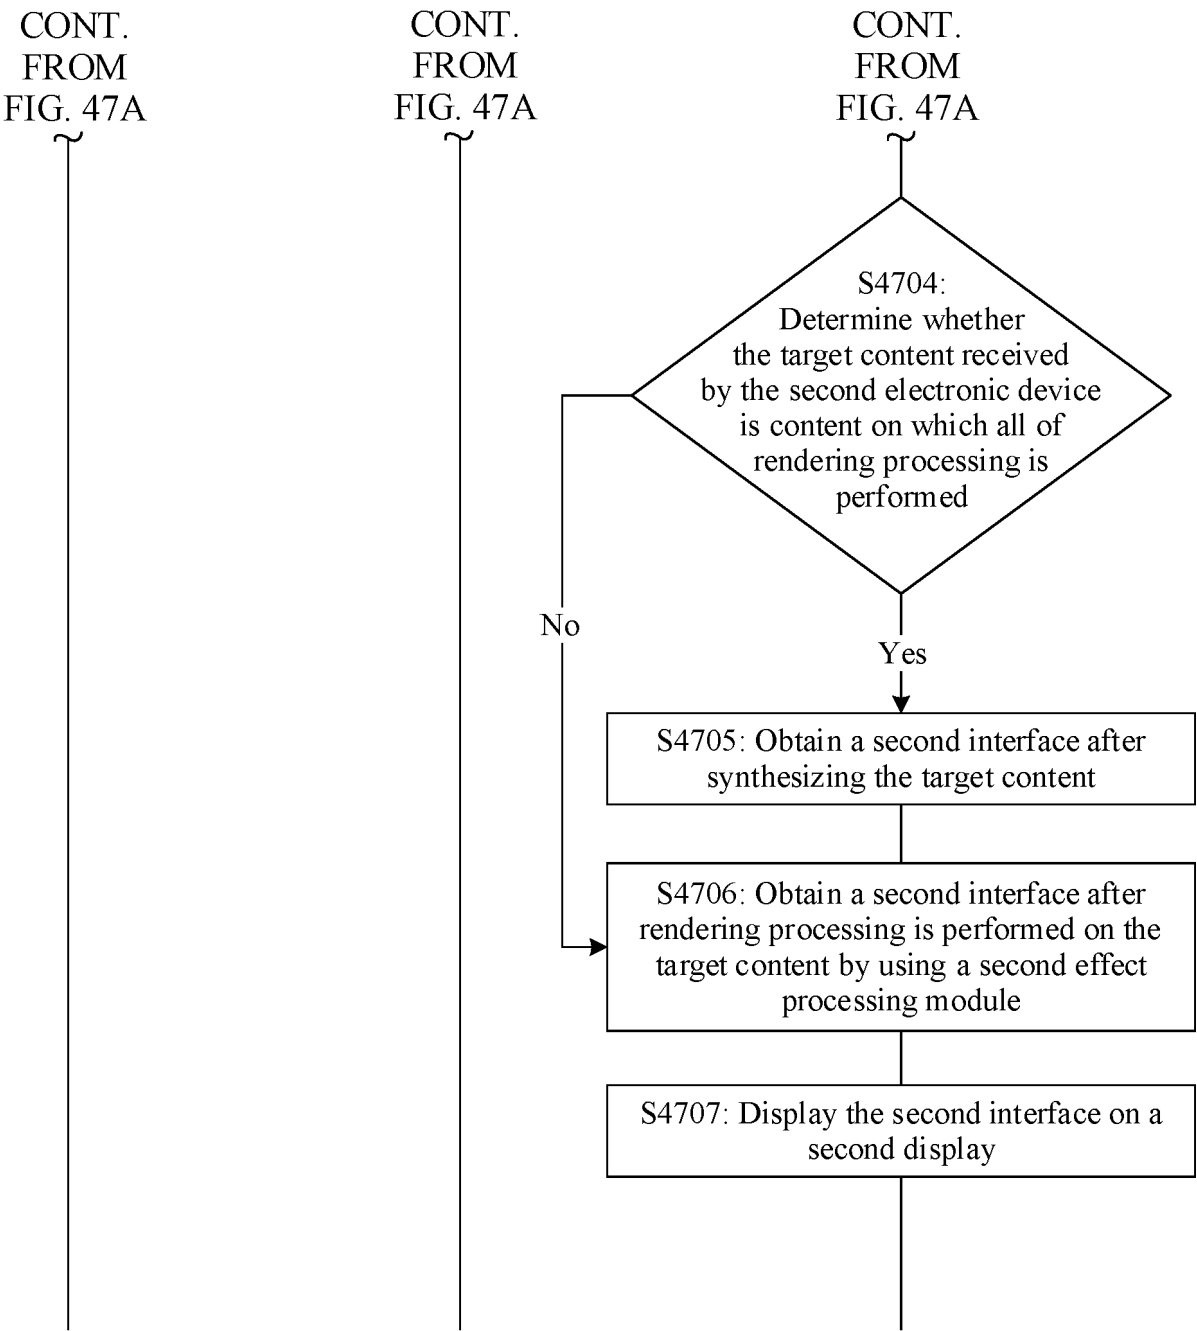 CONT.
FROM
FIG. 47A
CONT.
FROM
FIG. 47A
CONT.
FROM
FIG. 47A
S4704:
Determine whether
the target content received
by the second electronic device
is content on which all of
rendering processing is
performed
No
Yes
S4705: Obtain a second interface after
synthesizing the target content
S4706: Obtain a second interface after
rendering processing is performed on the
target content by using a second effect
processing module
S4707: Display the second interface on a
second display